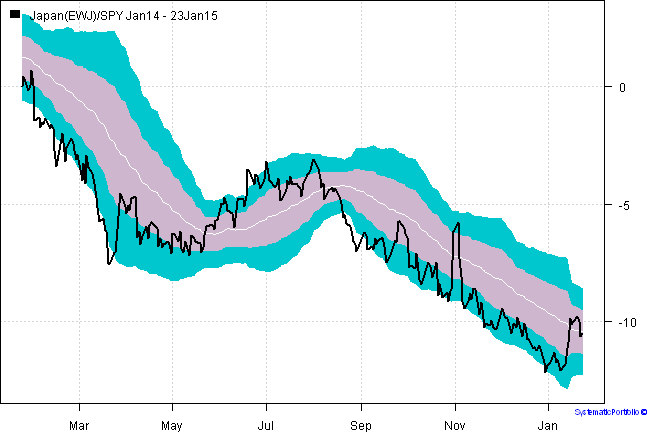 Japan(EWJ)/SPY Jan14 - 23Jan15
0
-5
-10
Mar May Jul Sep Nov Jan
SystematicPortfolio ©